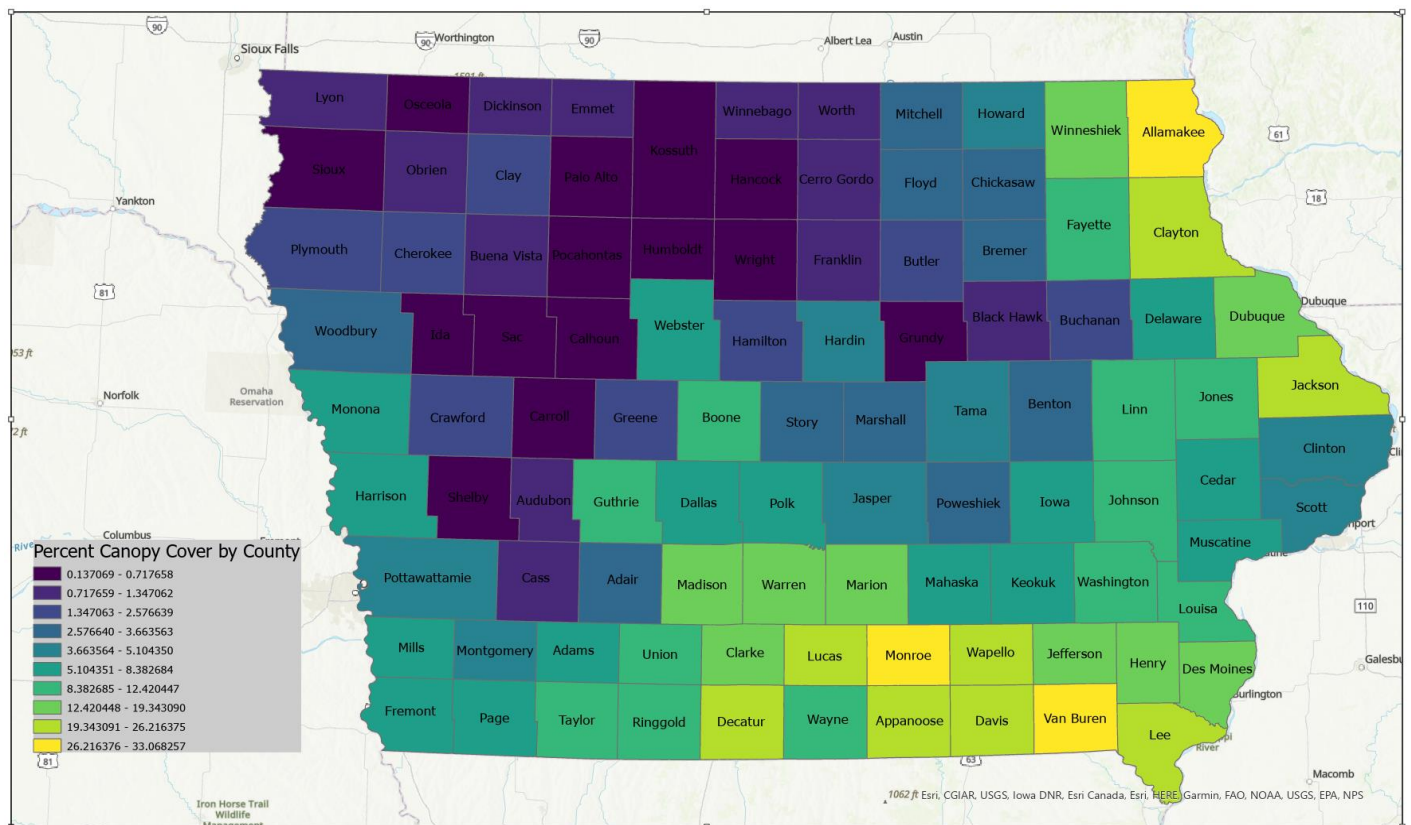 90
Sioux Falls
90
Worthington
90
Albert Lea
Austin
1591 ft
Lyon
Osceola
Dickinson
Emmet
Kossuth
Winnebago
Worth
Mitchell
Howard
Winneshiek
Allamakee
61
Sioux
Obrien
Clay
Palo Alto
Hancock
Cerro Gordo
Floyd
Chickasaw
Yankton
18
Fayette
Clayton
Plymouth
Cherokee
Buena Vista
Pocahontas
Humboldt
Wright
Franklin
Butler
Bremer
81
Dubuque
Woodbury
Ida
Sac
Calhoun
Webster
Hamilton
Hardin
Grundy
Black Hawk
Buchanan
Delaware
Dubuque
53 ft
Norfolk
Omaha
Reservation
Monona
Crawford
Carroll
Greene
Boone
Story
Marshall
Tama
Benton
Linn
Jones
Jackson
2 ft
Clinton
Harrison
Shelby
Audubon
Guthrie
Dallas
Polk
Jasper
Poweshiek
Iowa
Johnson
Cedar
Scott
nport
Columbus
Muscatine
Percent Canopy Cover by County
0.137069 - 0.717658
0.717659 - 1.347062
1.347063 - 2.576639
2.576640 - 3.663563
3.663564 - 5.104350
5.104351 - 8.382684
8.382685 - 12.420447
12.420448 - 19.343090
19.343091 - 26.216375
26.216376 - 33.068257
Pottawattamie
Cass
Adair
Madison
Warren
Marion
Mahaska
Keokuk
Washington
Louisa
110
Mills
Montgomery
Adams
Union
Clarke
Lucas
Monroe
Wapello
Jefferson
Henry
Des Moines
Galesbu
Burlington
Fremont
Page
Taylor
Ringgold
Decatur
Wayne
Appanoose
Davis
Van Buren
Lee
River
81
63
Macomb
Iron Horse Trail
Wildlife
1062 ft
Esri, CGIAR, USGS, Iowa DNR, Esri Canada, Esri, HERE, Garmin, FAO, NOAA, USGS, EPA, NPS